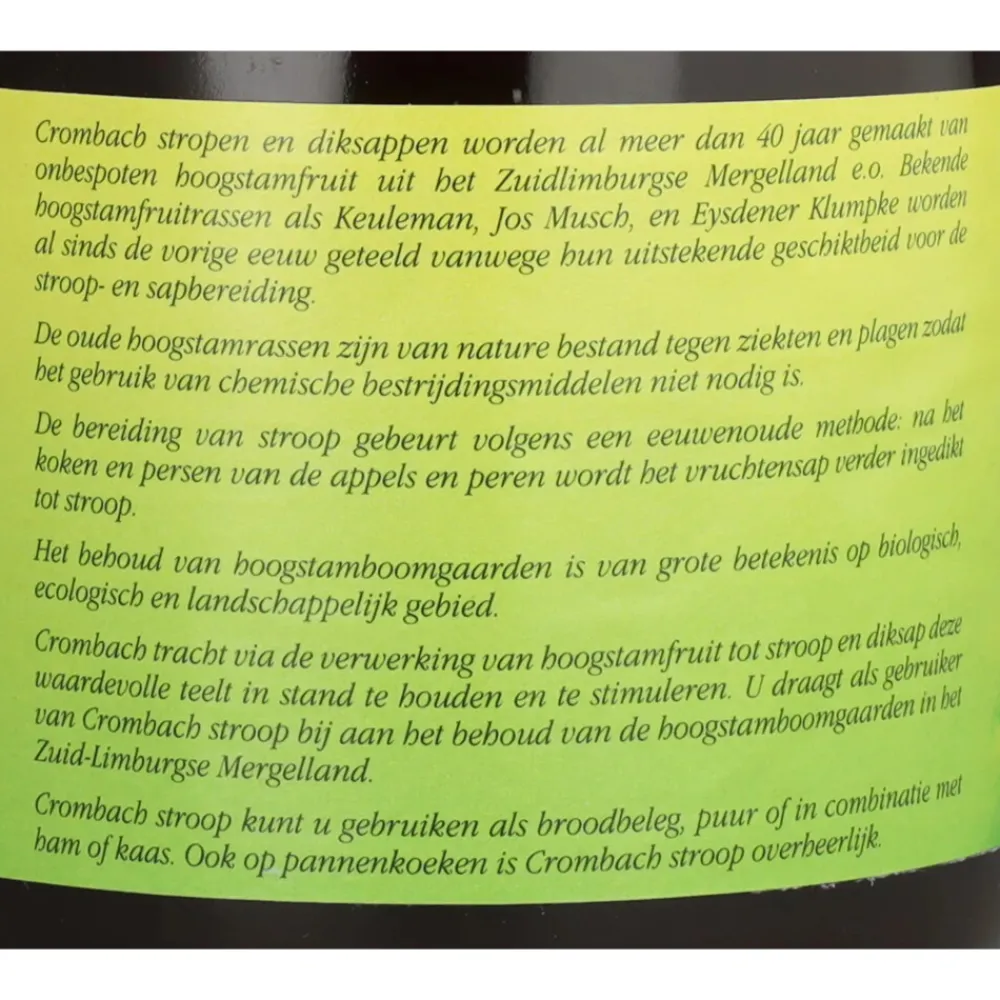 Crombach stropen en diksappen worden al meer dan 40 jaar gemaakt van
onbespoten hoogstamfruit uit het Zuidlimburgse Mergelland e.o. Bekende
hoogstamfruitrassen als Keuleman, Jos Musch, en Eysdener Klumpke worden
al sinds de vorige eeuw geteeld vanwege hun uitstekende geschiktheid voor de
stroop- en sapbereiding.
De oude hoogstamrassen zijn van nature bestand tegen ziekten en plagen zodat
het gebruik van chemische bestrijdingsmiddelen niet nodig is.
De bereiding van stroop gebeurt volgens een eeuwenoude methode: na het
koken en persen van de appels en peren wordt het vruchtensap verder ingedikt
tot stroop.
Het behoud van hoogstamboomgaarden is van grote betekenis op biologisch,
ecologisch en landschappelijk gebied.
Crombach tracht via de verwerking van hoogstamfruit tot stroop en diksap deze
waardevolle teelt in stand te houden en te stimuleren. U draagt als gebruiker
van Crombach stroop bij aan het behoud van de hoogstamboomgaarden in het
Zuid-Limburgse Mergelland.
Crombach stroop kunt u gebruiken als broodbeleg, puur of in combinatie met
ham of kaas. Ook op pannenkoeken is Crombach stroop overheerlijk.